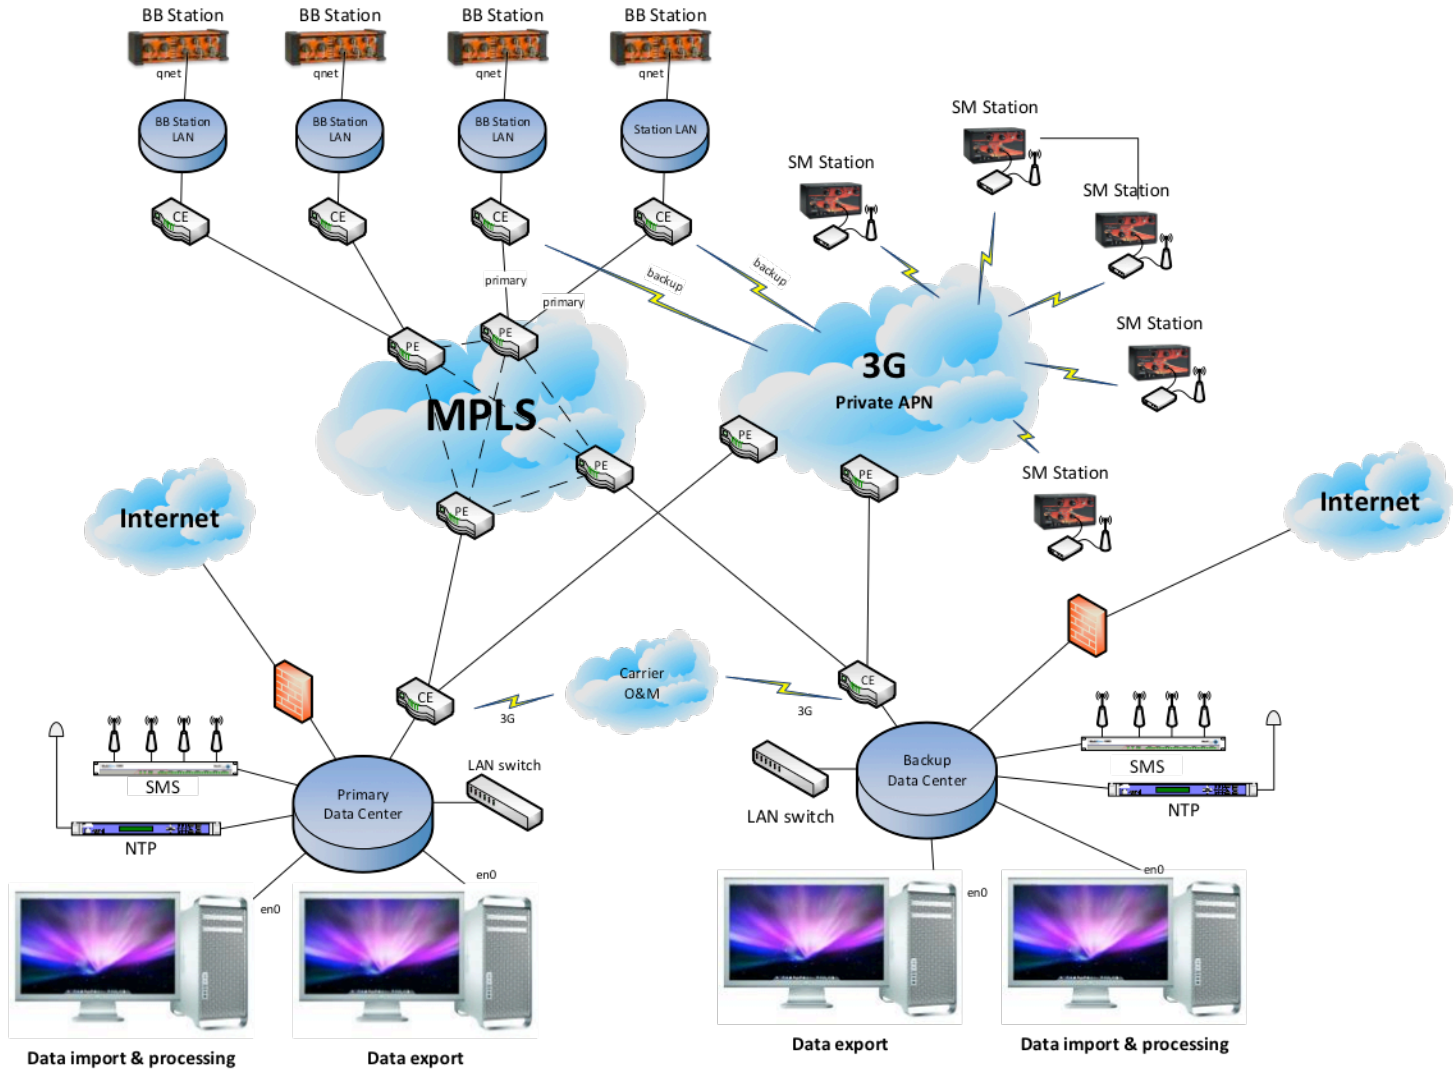 BB Station
BB Station
BB Station
BB Station
qnet
qnet
qnet
qnet
BB Station
LAN
BB Station
LAN
BB Station
LAN
Station LAN
SM Station
SM Station
SM Station
CE
CE
CE
CE
backup
backup
primary
primary
SM Station
PE
PE
3G
Private APN
MPLS
PE
PE
PE
PE
SM Station
Internet
Internet
Carrier
O&M
CE
CE
3G
3G
SMS
LAN switch
Backup
Data Center
SMS
Primary
Data Center
LAN switch
NTP
NTP
en0
en0
en0
en0
Data import & processing
Data export
Data export
Data import & processing